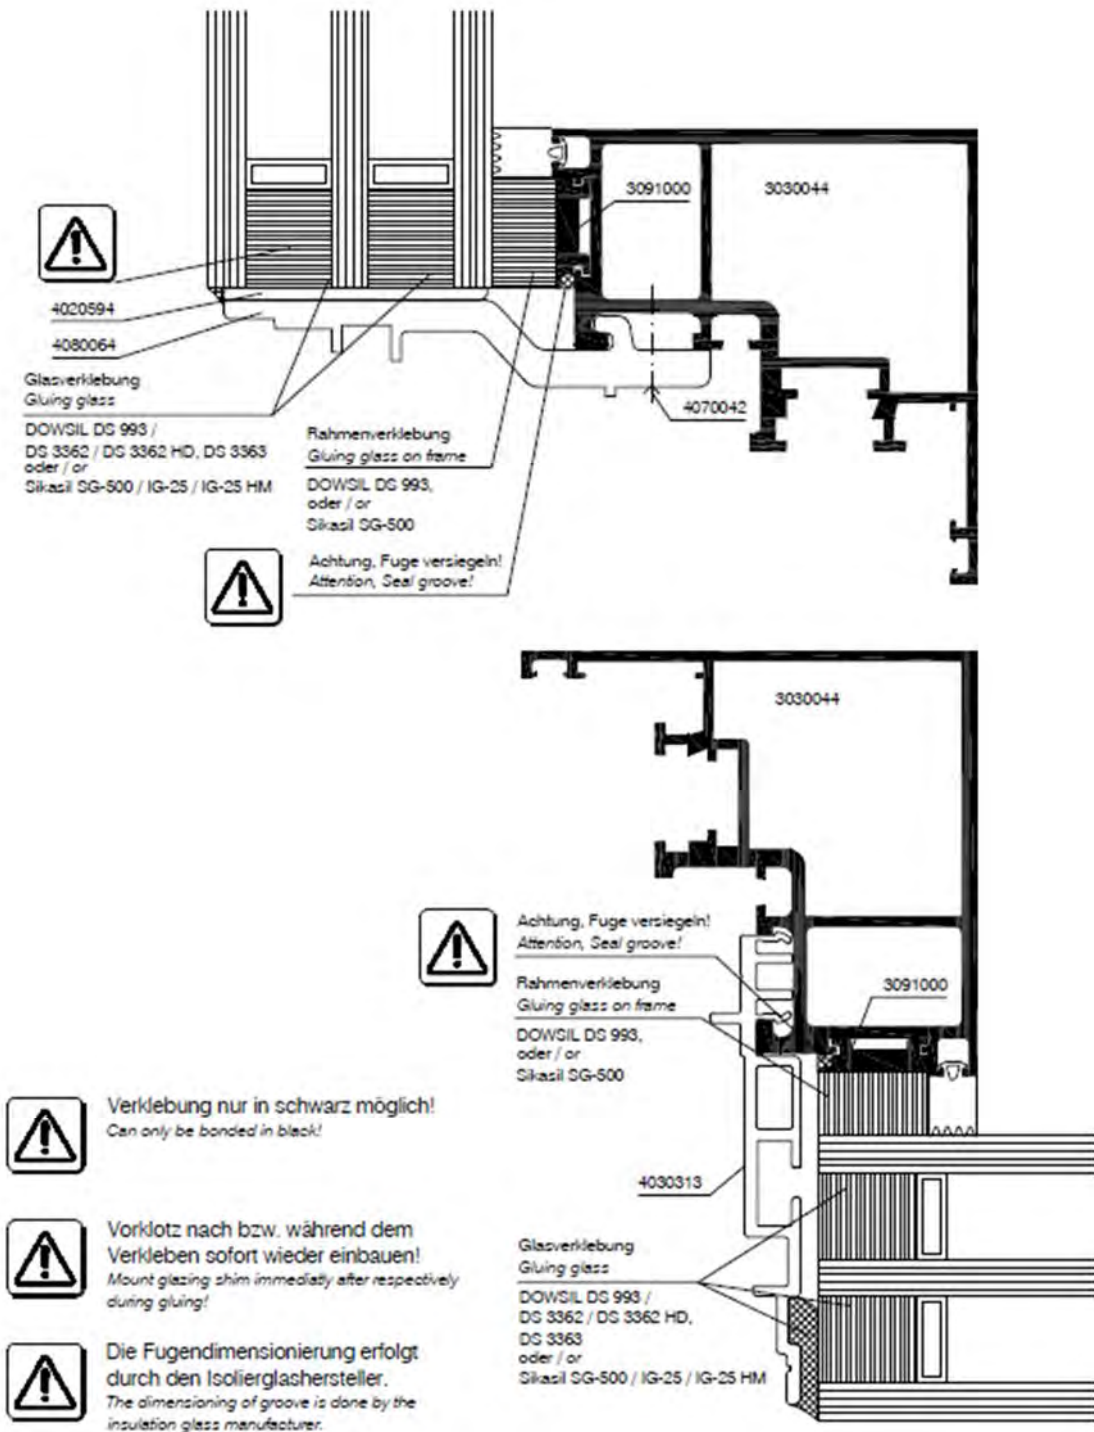 3091000
3030044
4020594
4080064
Glasverklebung
Gluing glass
DOWSIL DS 993 /
DS 3362 / DS 3362 HD, DS 3363
oder / or
Sikasil SG-500 / IG-25 / IG-25 HM
4070042
Rahmenverklebung
Gluing glass on frame
DOWSIL DS 993,
oder / or
Sikasil SG-500
Achtung, Fuge versiegeln!
Attention, Seal groove!
3030044
Achtung, Fuge versiegeln!
Attention, Seal groove!
Rahmenverklebung
Gluing glass on frame
DOWSIL DS 993,
oder / or
Sikasil SG-500
3091000
4030313
Glasverklebung
Gluing glass
DOWSIL DS 993 /
DS 3362 / DS 3362 HD,
DS 3363
oder / or
Sikasil SG-500 / IG-25 / IG-25 HM
Verklebung nur in schwarz möglich!
Can only be bonded in black!
Vorklotz nach bzw. während dem
Verkleben sofort wieder einbauen!
Mount glazing shim immediatly after respectively
during gluing!
Die Fugendimensionierung erfolgt
durch den Isolierglashersteller.
The dimensioning of groove is done by the
insulation glass manufacturer.